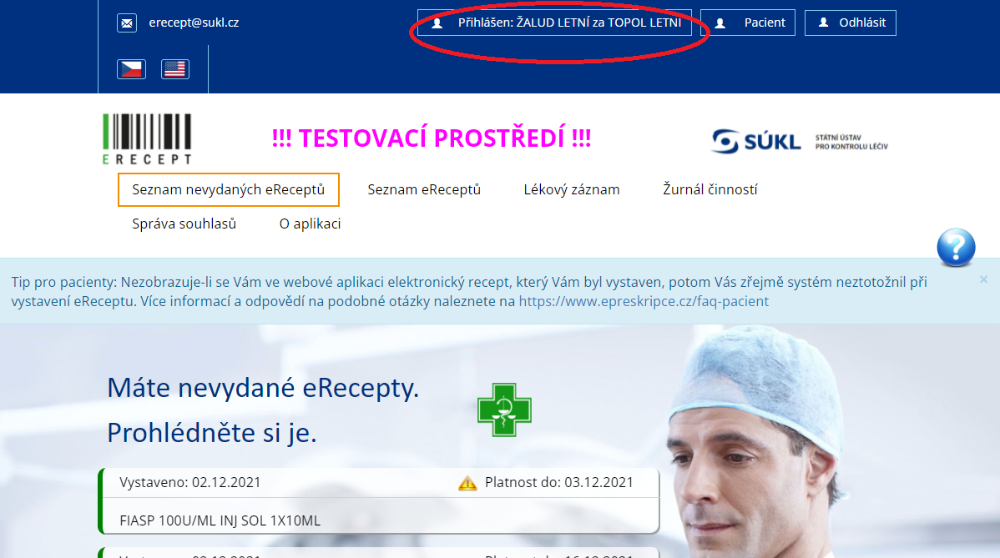 erecept@sukl.cz
Přihlášen: ŽALUD LETNÍ za TOPOL LETNI
Pacient
Odhlásit
ERECEPT
!!! TESTOVACÍ PROSTŘEDÍ !!!
SÚKL
STÁTNÍ ÚSTAV
PRO KONTROLU LÉČIV
Seznam nevydaných eReceptů
Seznam eReceptů
Lékový záznam
Žurnál činností
Správa souhlasů
O aplikaci
?
Tip pro pacienty: Nezobrazuje-li se Vám ve webové aplikaci elektronický recept, který Vám byl vystaven, potom Vás zřejmě systém neztotožnil při
vystavení eReceptu. Více informací a odpovědí na podobné otázky naleznete na https://www.epreskripce.cz/faq-pacient
×
Máte nevydané eRecepty.
Prohlédněte si je.
Vystaveno: 02.12.2021
Platnost do: 03.12.2021
FIASP 100U/ML INJ SOL 1X10ML